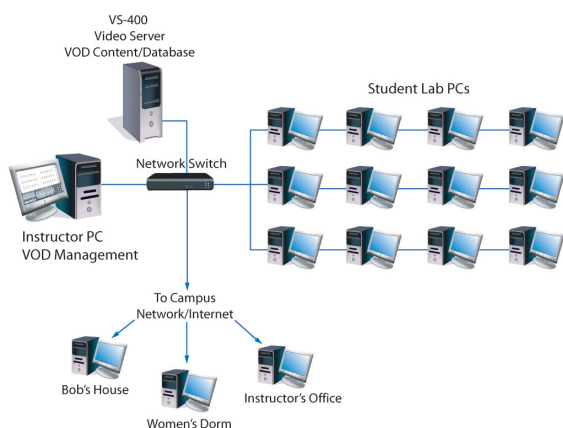 VS-400
Video Server
VOD Content/Database
Student Lab PCs
Network Switch
Instructor PC
VOD Management
To Campus
Network/Internet
Bob's House
Women's Dorm
Instructor's Office